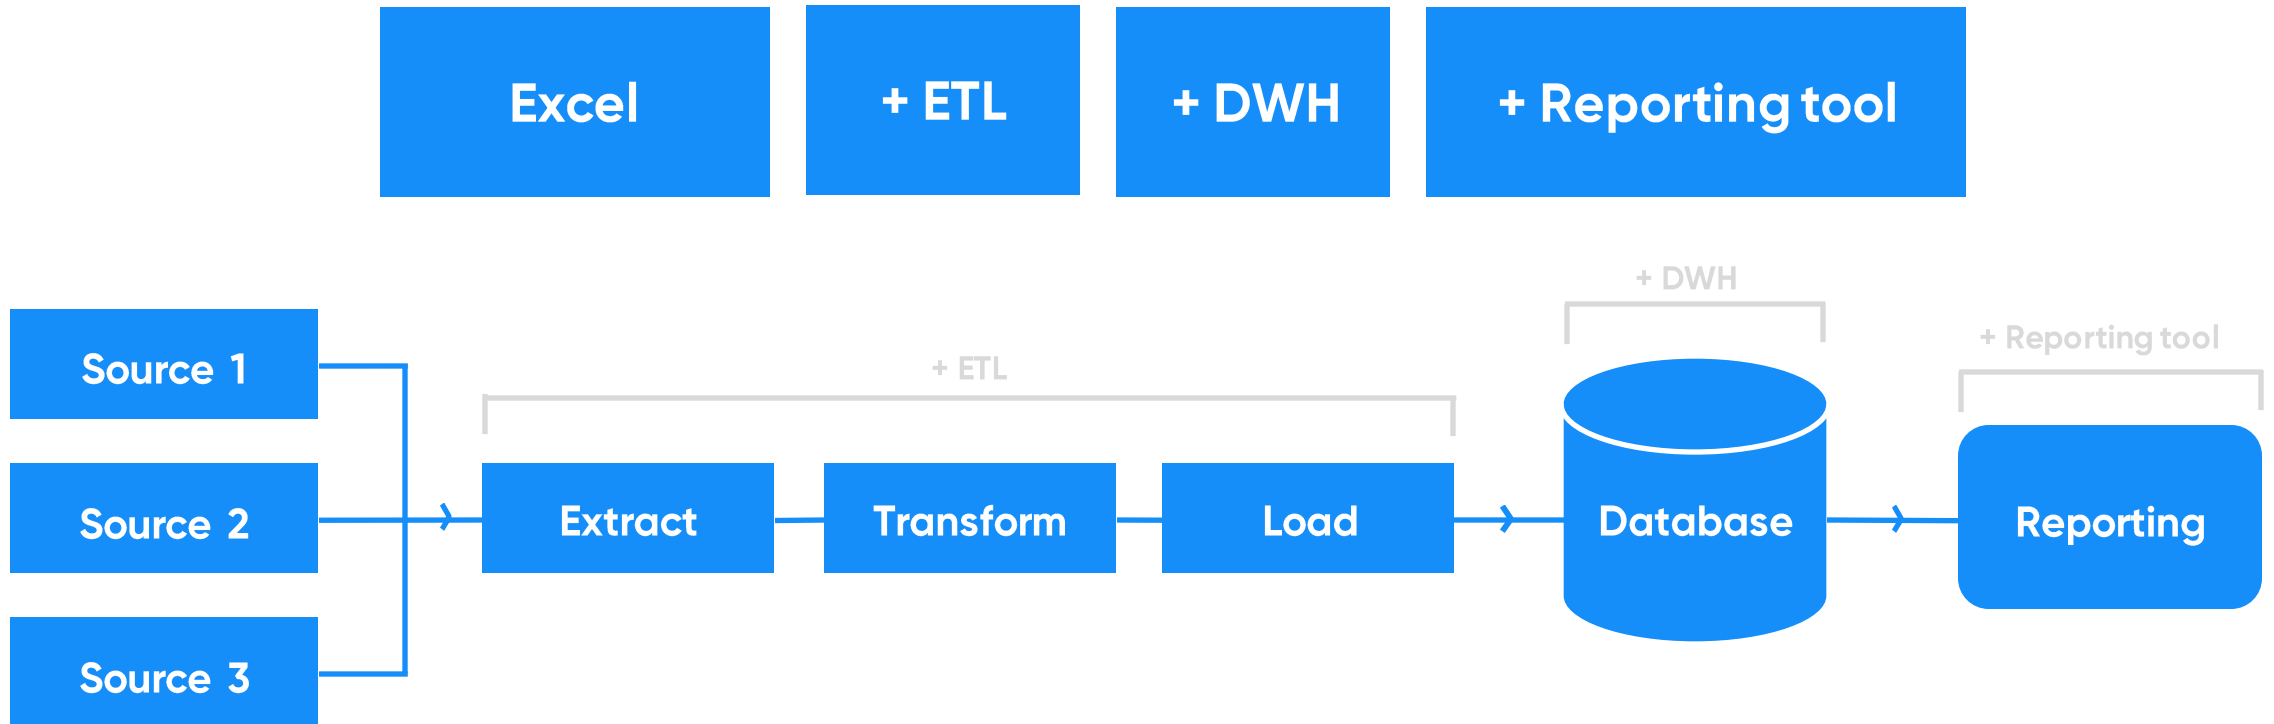 Excel
+ ETL
+ DWH
+ Reporting tool
+ DWH
+ Reporting tool
+ ETL
Source 1
Source 2
Source 3
Extract
Transform
Load
Database
Reporting